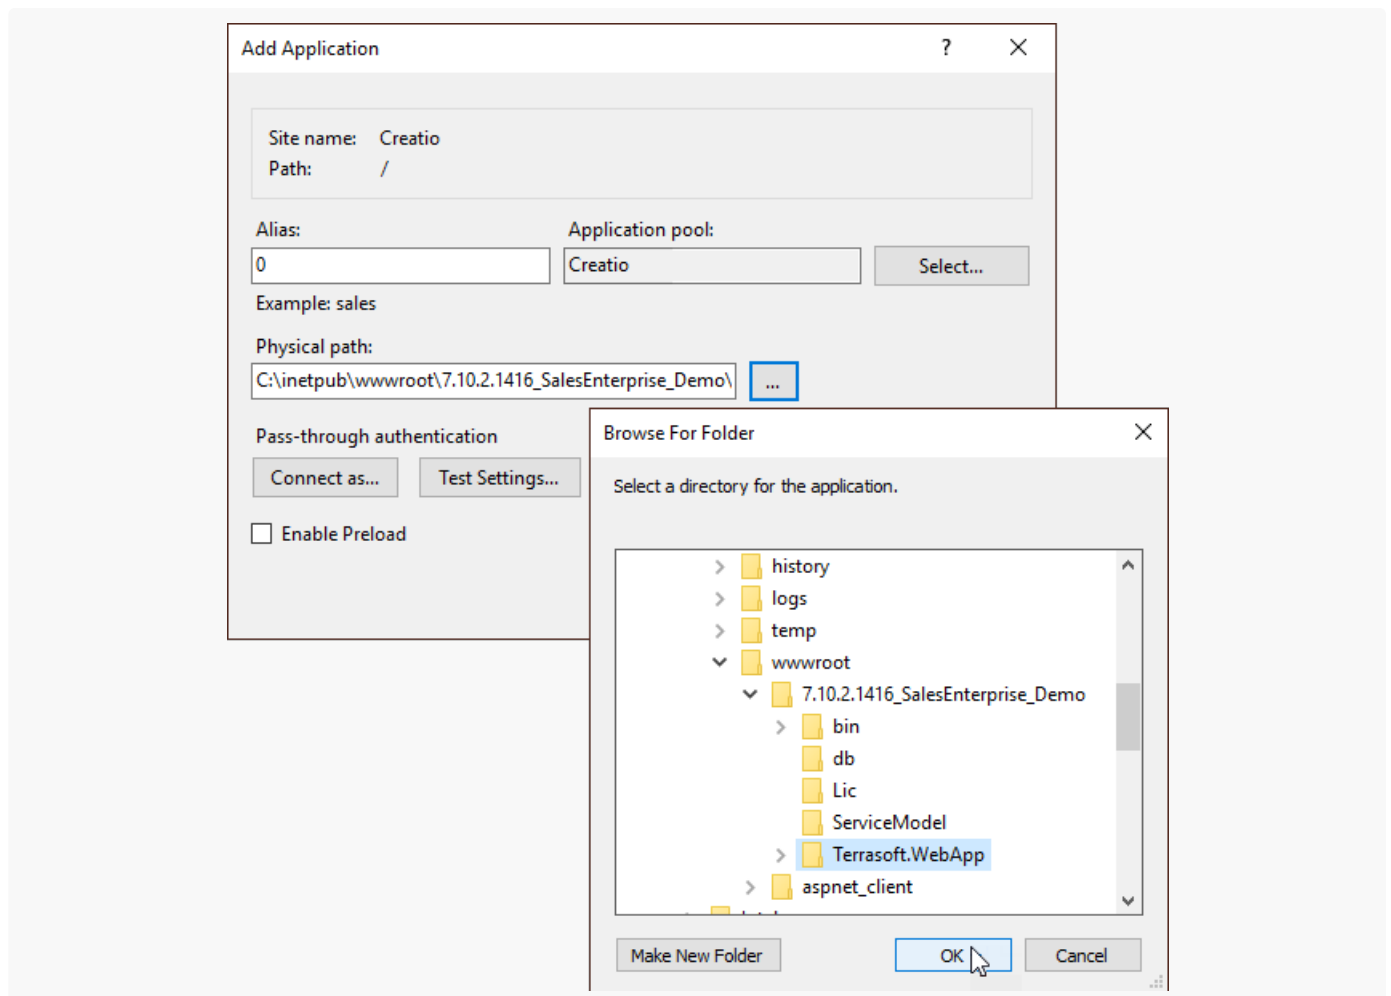 Add Application ?
Site name: Creatio
Path: /
Alias: Application pool:
0 Creatio Select...
Example: sales
Physical path:
C:\inetpub\wwwroot\7.10.2.1416_SalesEnterprise_Demo\ ...
Pass-through authentication
Connect as... Test Settings...
Enable Preload
Browse For Folder
Select a directory for the application.
history
logs
temp
wwwroot
7.10.2.1416_SalesEnterprise_Demo
bin
db
Lic
ServiceModel
Terrasoft.WebApp
aspnet_client
Make New Folder OK Cancel